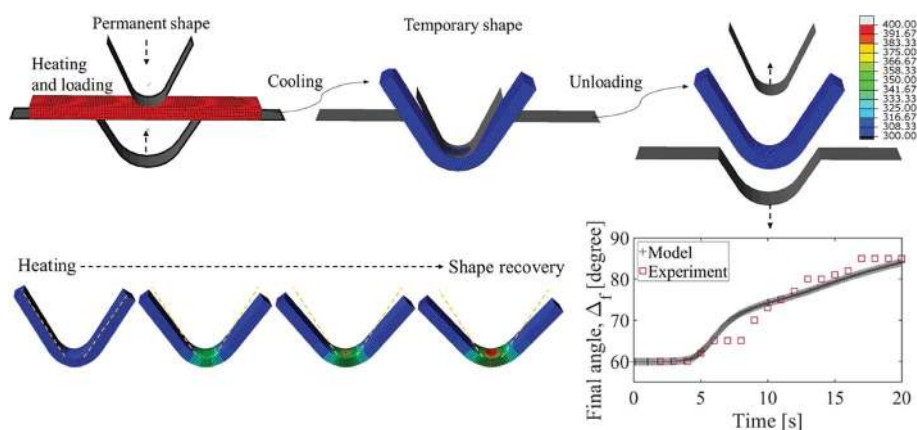 Permanent shape
Temporary shape
Heating
and loading
Cooling
Unloading
400.00
391.67
383.33
375.00
366.67
358.33
350.00
341.67
333.33
325.00
316.67
308.33
300.00
Heating
Shape recovery
Final angle, Δf [degree]
90
80
70
60
Model
Experiment
0
5
10
15
20
Time [s]